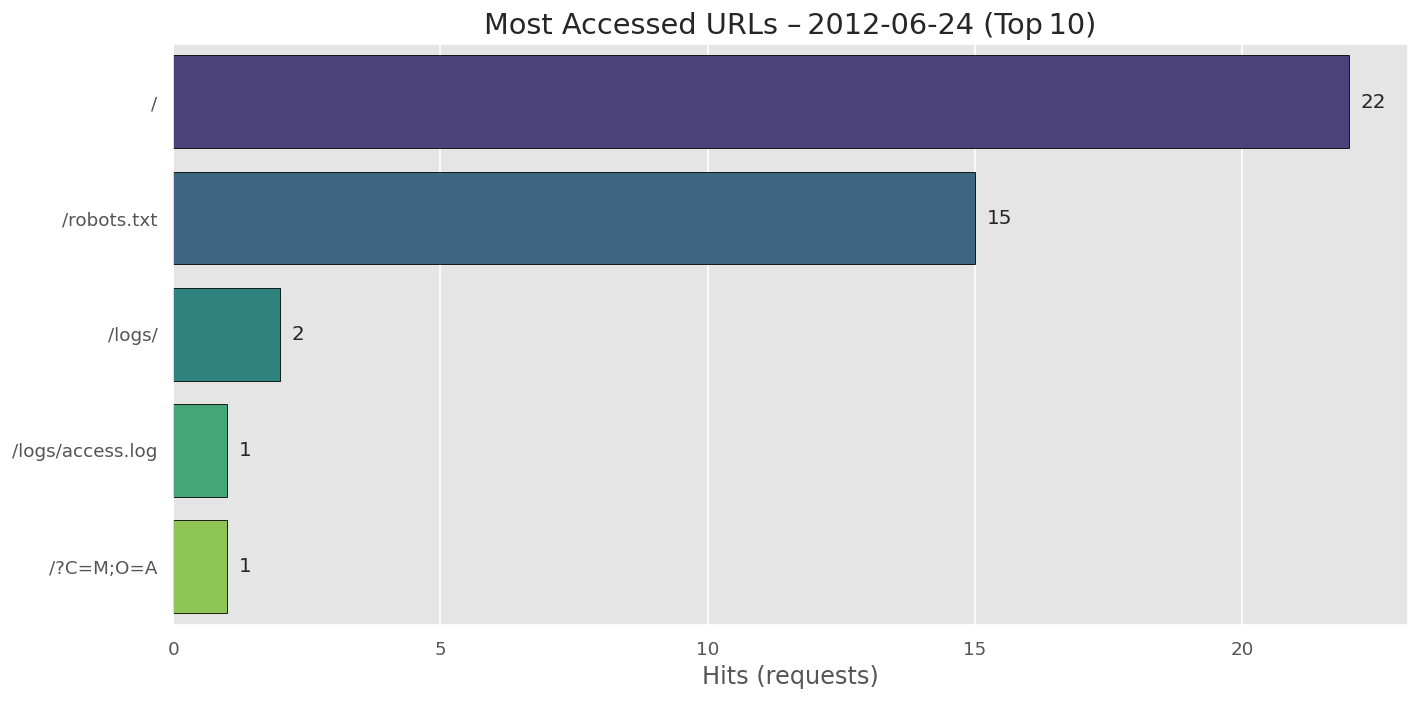 Most Accessed URLs – 2012-06-24 (Top 10)
/ 22
/robots.txt 15
/logs/ 2
/logs/access.log 1
/?C=M;O=A 1
0 5 10 15 20
Hits (requests)